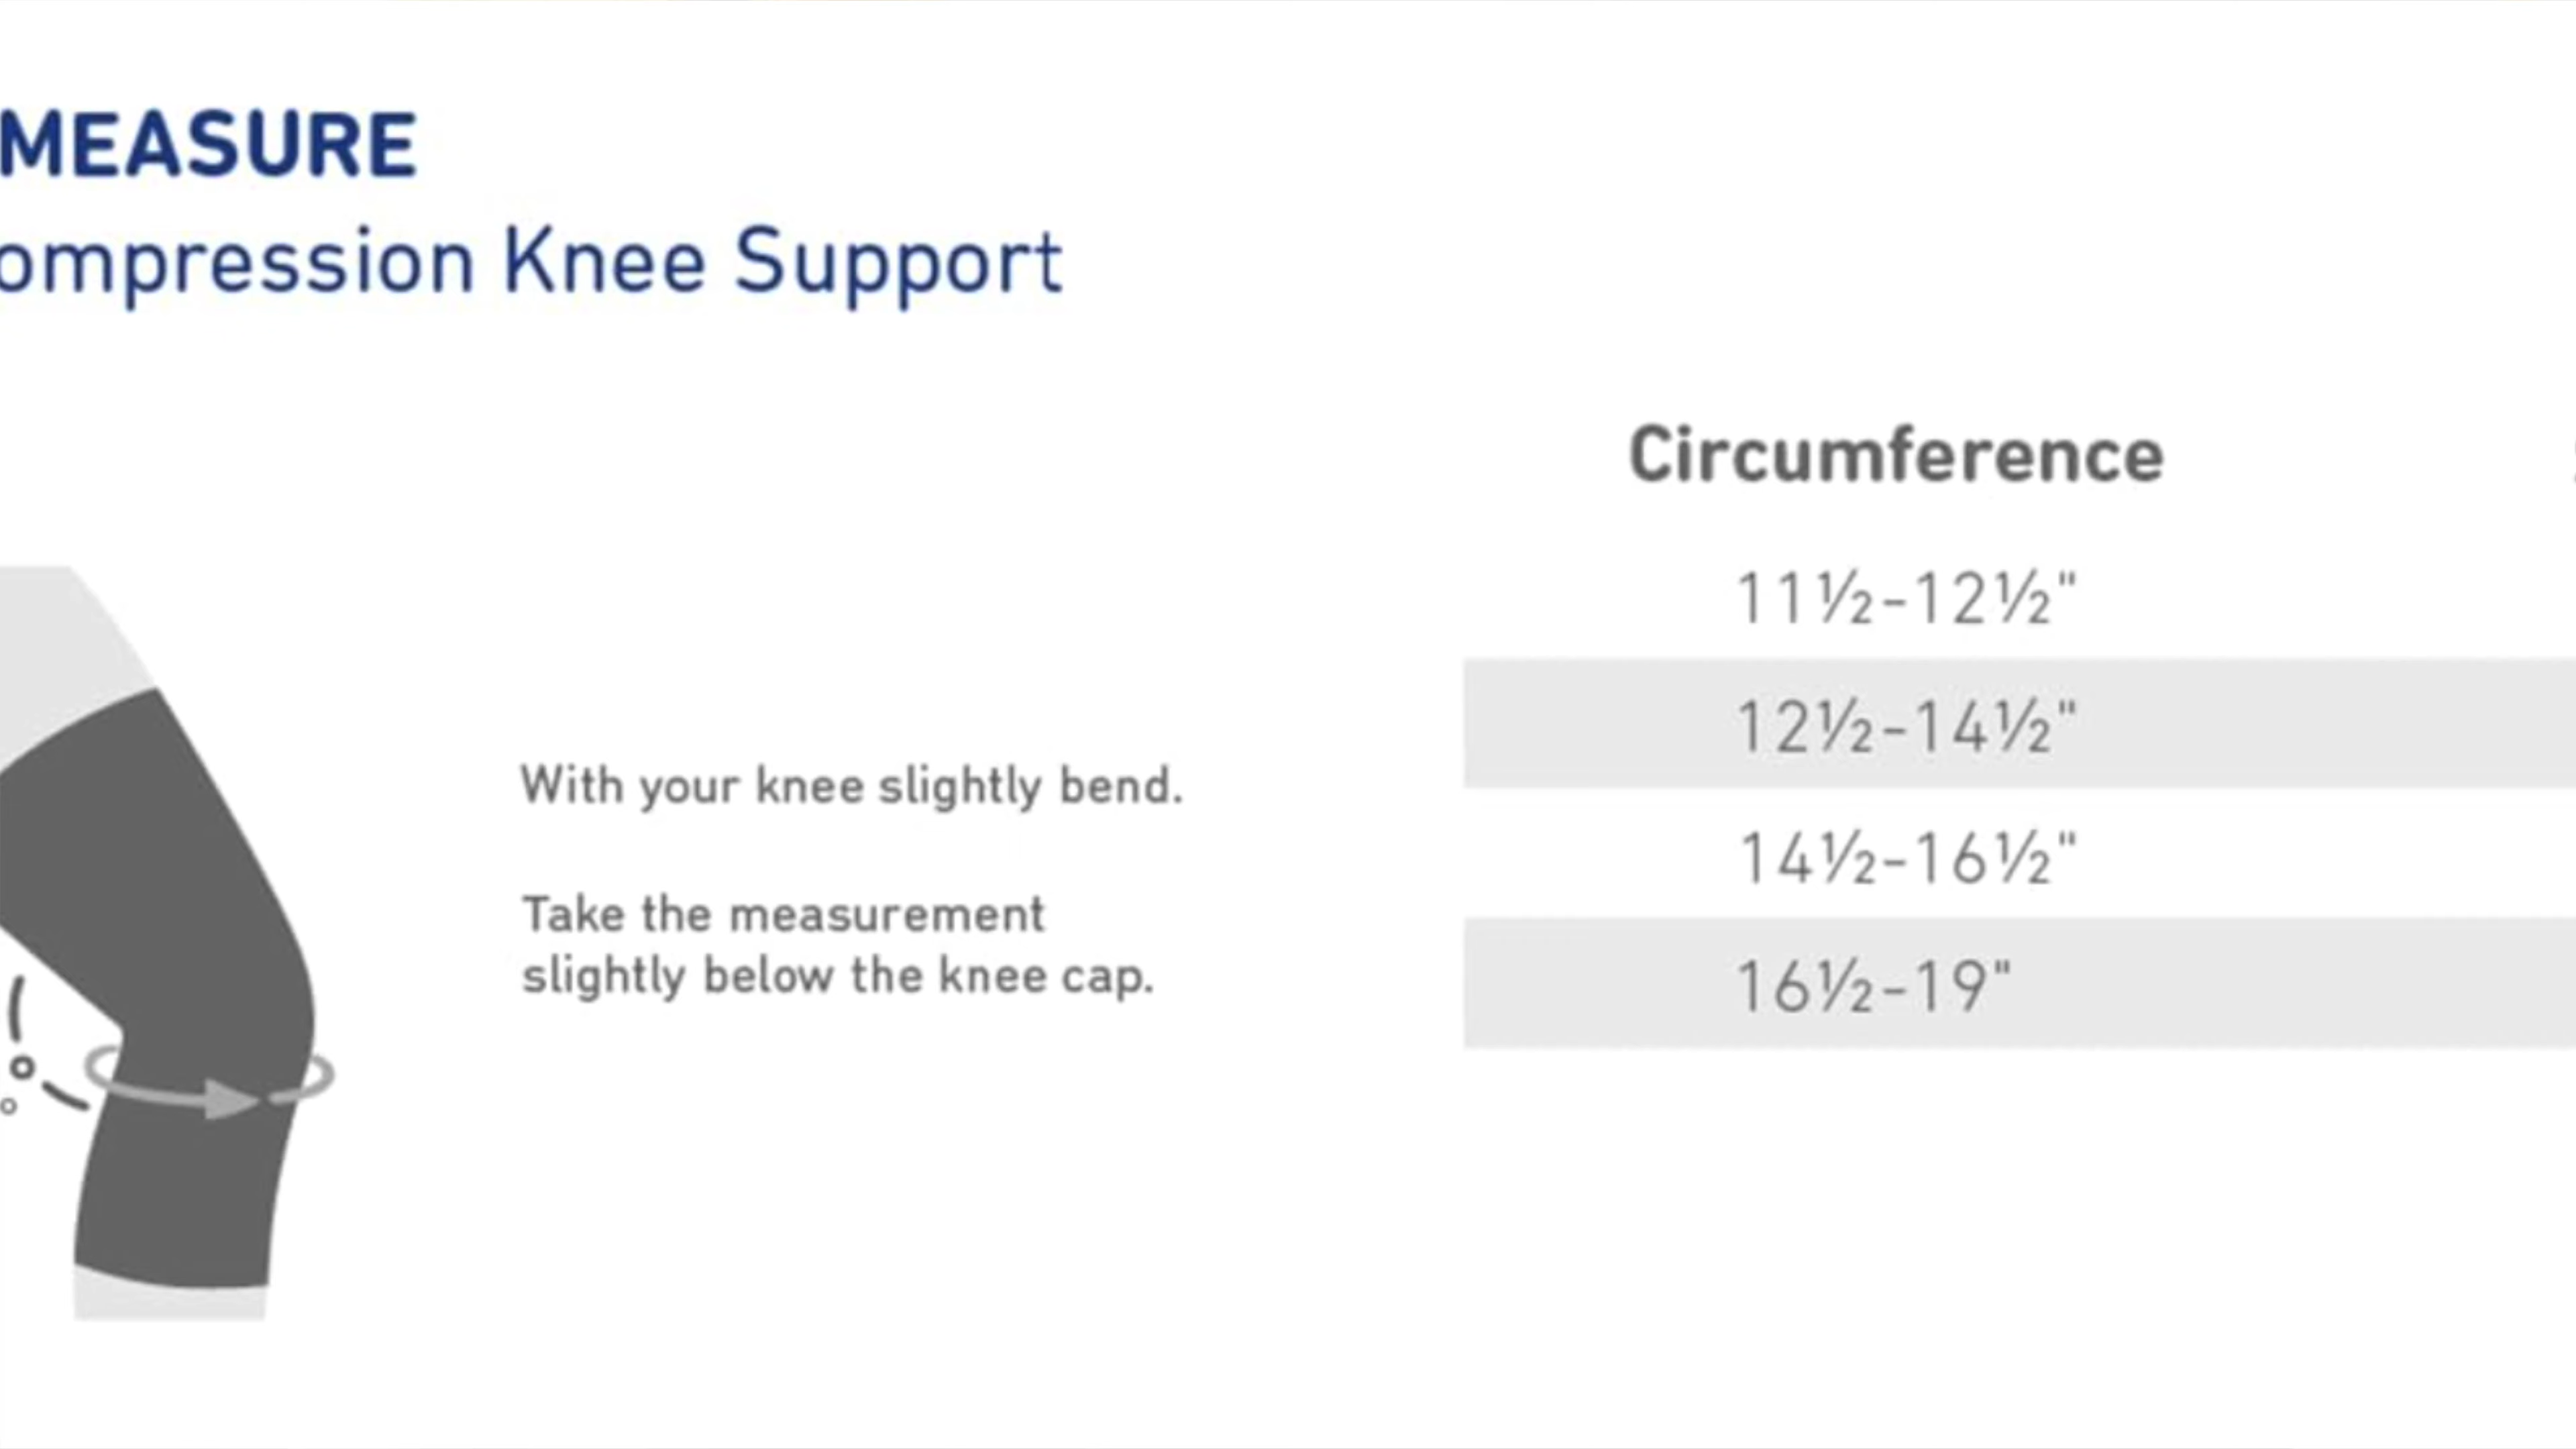 MEASURE
ompression Knee Support
With your knee slightly bend.
Take the measurement
slightly below the knee cap.
Circumference
11½-12½"
12½-14½"
14½-16½"
16½-19"